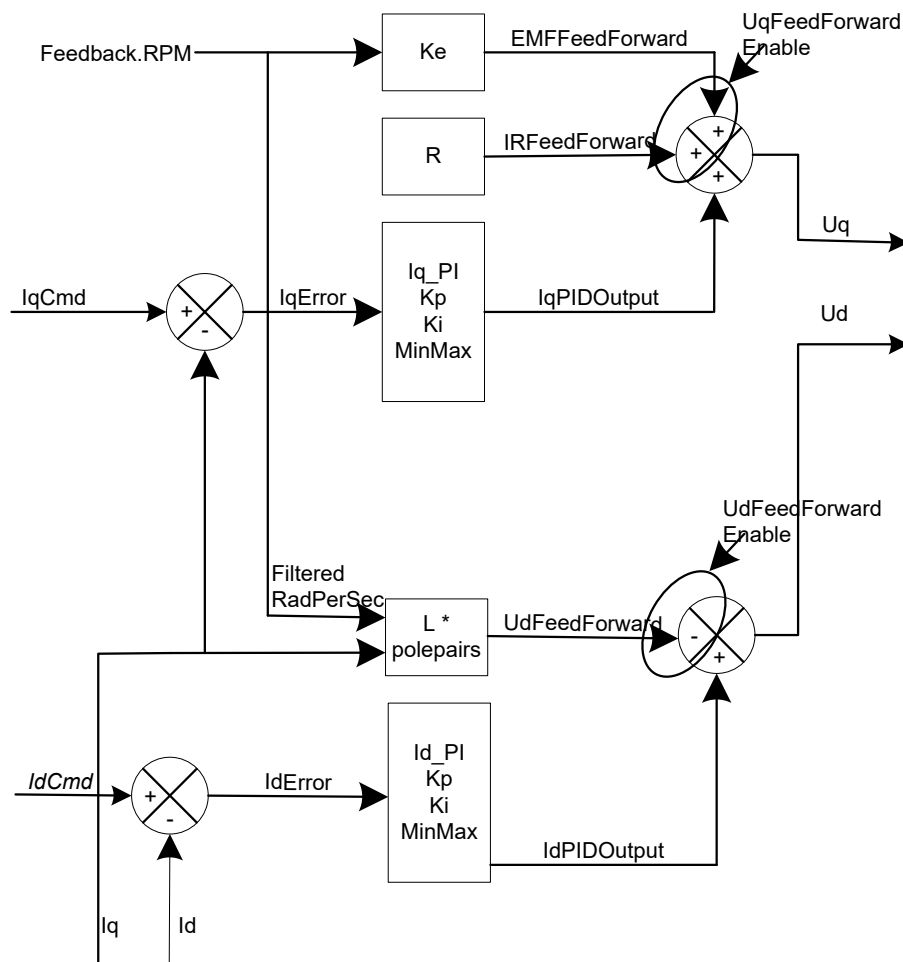 UqFeedForward
Enable
Feedback.RPM
Ke
EMFFeedForward
+
R
IRFeedForward
+
+
Uq
IqCmd
+
-
IqError
Iq_PI
Kp
Ki
MinMax
IqPIDOutput
Ud
UdFeedForward
Enable
Filtered
RadPerSec
L *
polepairs
UdFeedForward
-
+
IdCmd
+
-
IdError
Id_PI
Kp
Ki
MinMax
IdPIDOutput
Iq
Id